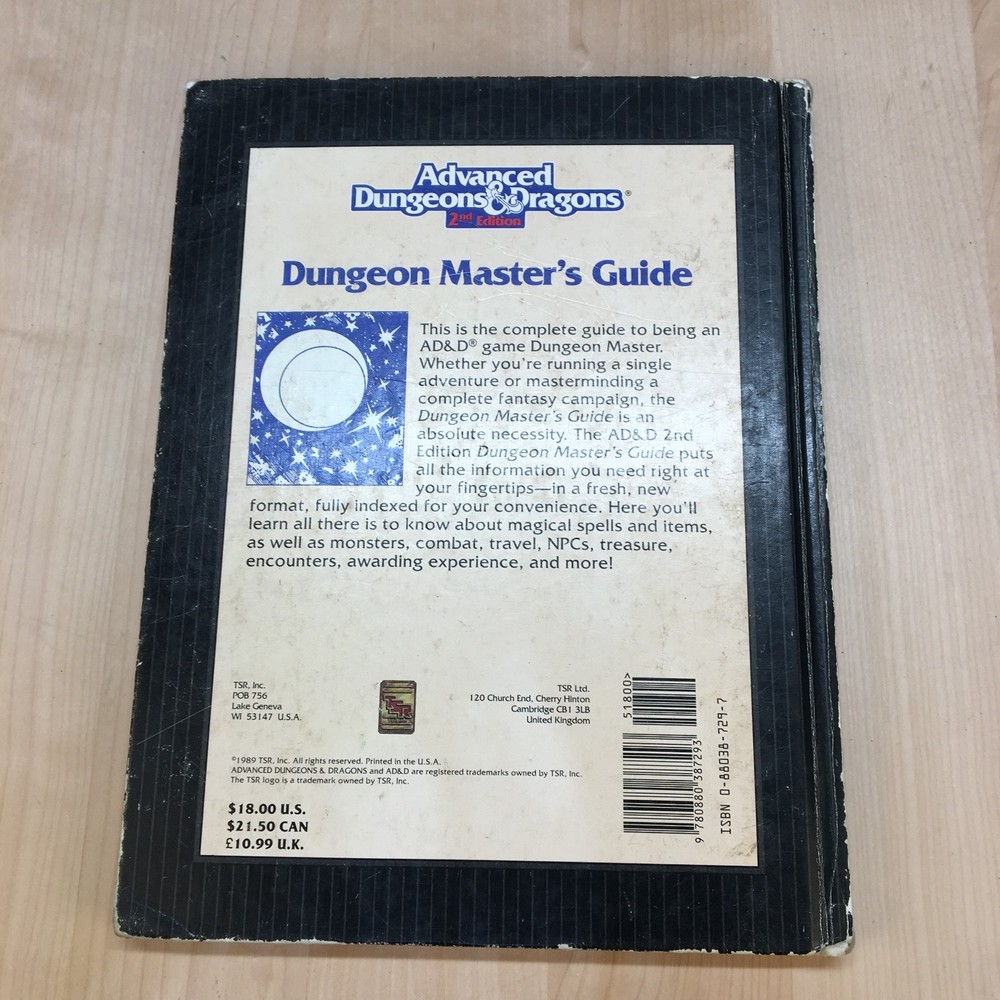 Advanced
Dungeons & Dragons®
2nd Edition
Dungeon Master's Guide
This is the complete guide to being an
AD&D® game Dungeon Master.
Whether you're running a single
adventure or masterminding a
complete fantasy campaign, the
Dungeon Master's Guide is an
absolute necessity. The AD&D 2nd
Edition Dungeon Master's Guide puts
all the information you need right at
your fingertips—in a fresh, new
format, fully indexed for your convenience. Here you'll
learn all there is to know about magical spells and items,
as well as monsters, combat, travel, NPCs, treasure,
encounters, awarding experience, and more!
TSR, Inc.
POB 756
Lake Geneva
WI 53147 U.S.A.
TSR
TSR Ltd.
120 Church End, Cherry Hinton
Cambridge CB1 3LB
United Kingdom
©1989 TSR, Inc. All rights reserved. Printed in the U.S.A.
ADVANCED DUNGEONS & DRAGONS and AD&D are registered trademarks owned by TSR, Inc.
The TSR logo is a trademark owned by TSR, Inc.
$18.00 U.S.
$21.50 CAN
£10.99 U.K.
51800>
9 780880 387293
ISBN 0-88038-729-7